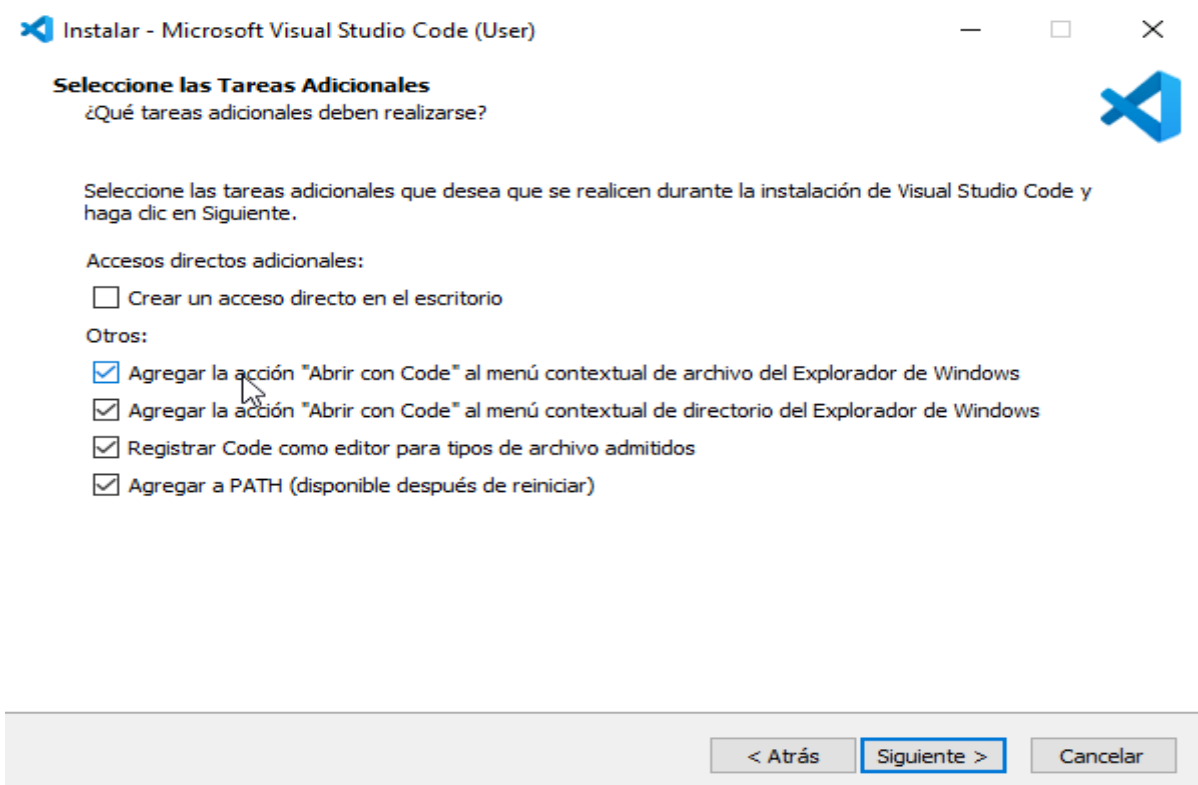 Instalar - Microsoft Visual Studio Code (User)
Seleccione las Tareas Adicionales
¿Qué tareas adicionales deben realizarse?
Seleccione las tareas adicionales que desea que se realicen durante la instalación de Visual Studio Code y
haga clic en Siguiente.
Accesos directos adicionales:
Crear un acceso directo en el escritorio
Otros:
Agregar la acción "Abrir con Code" al menú contextual de archivo del Explorador de Windows
Agregar la acción "Abrir con Code" al menú contextual de directorio del Explorador de Windows
Registrar Code como editor para tipos de archivo admitidos
Agregar a PATH (disponible después de reiniciar)
< Atrás Siguiente > Cancelar